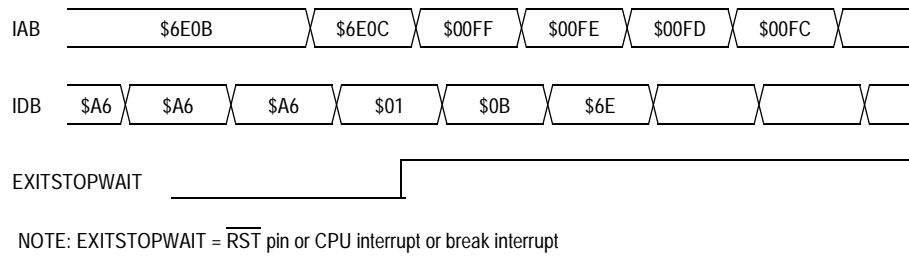 IAB $6E0B $6E0C $00FF $00FE $00FD $00FC
IDB $A6 $A6 $A6 $01 $0B $6E
EXITSTOPWAIT
NOTE: EXITSTOPWAIT = RST pin or CPU interrupt or break interrupt